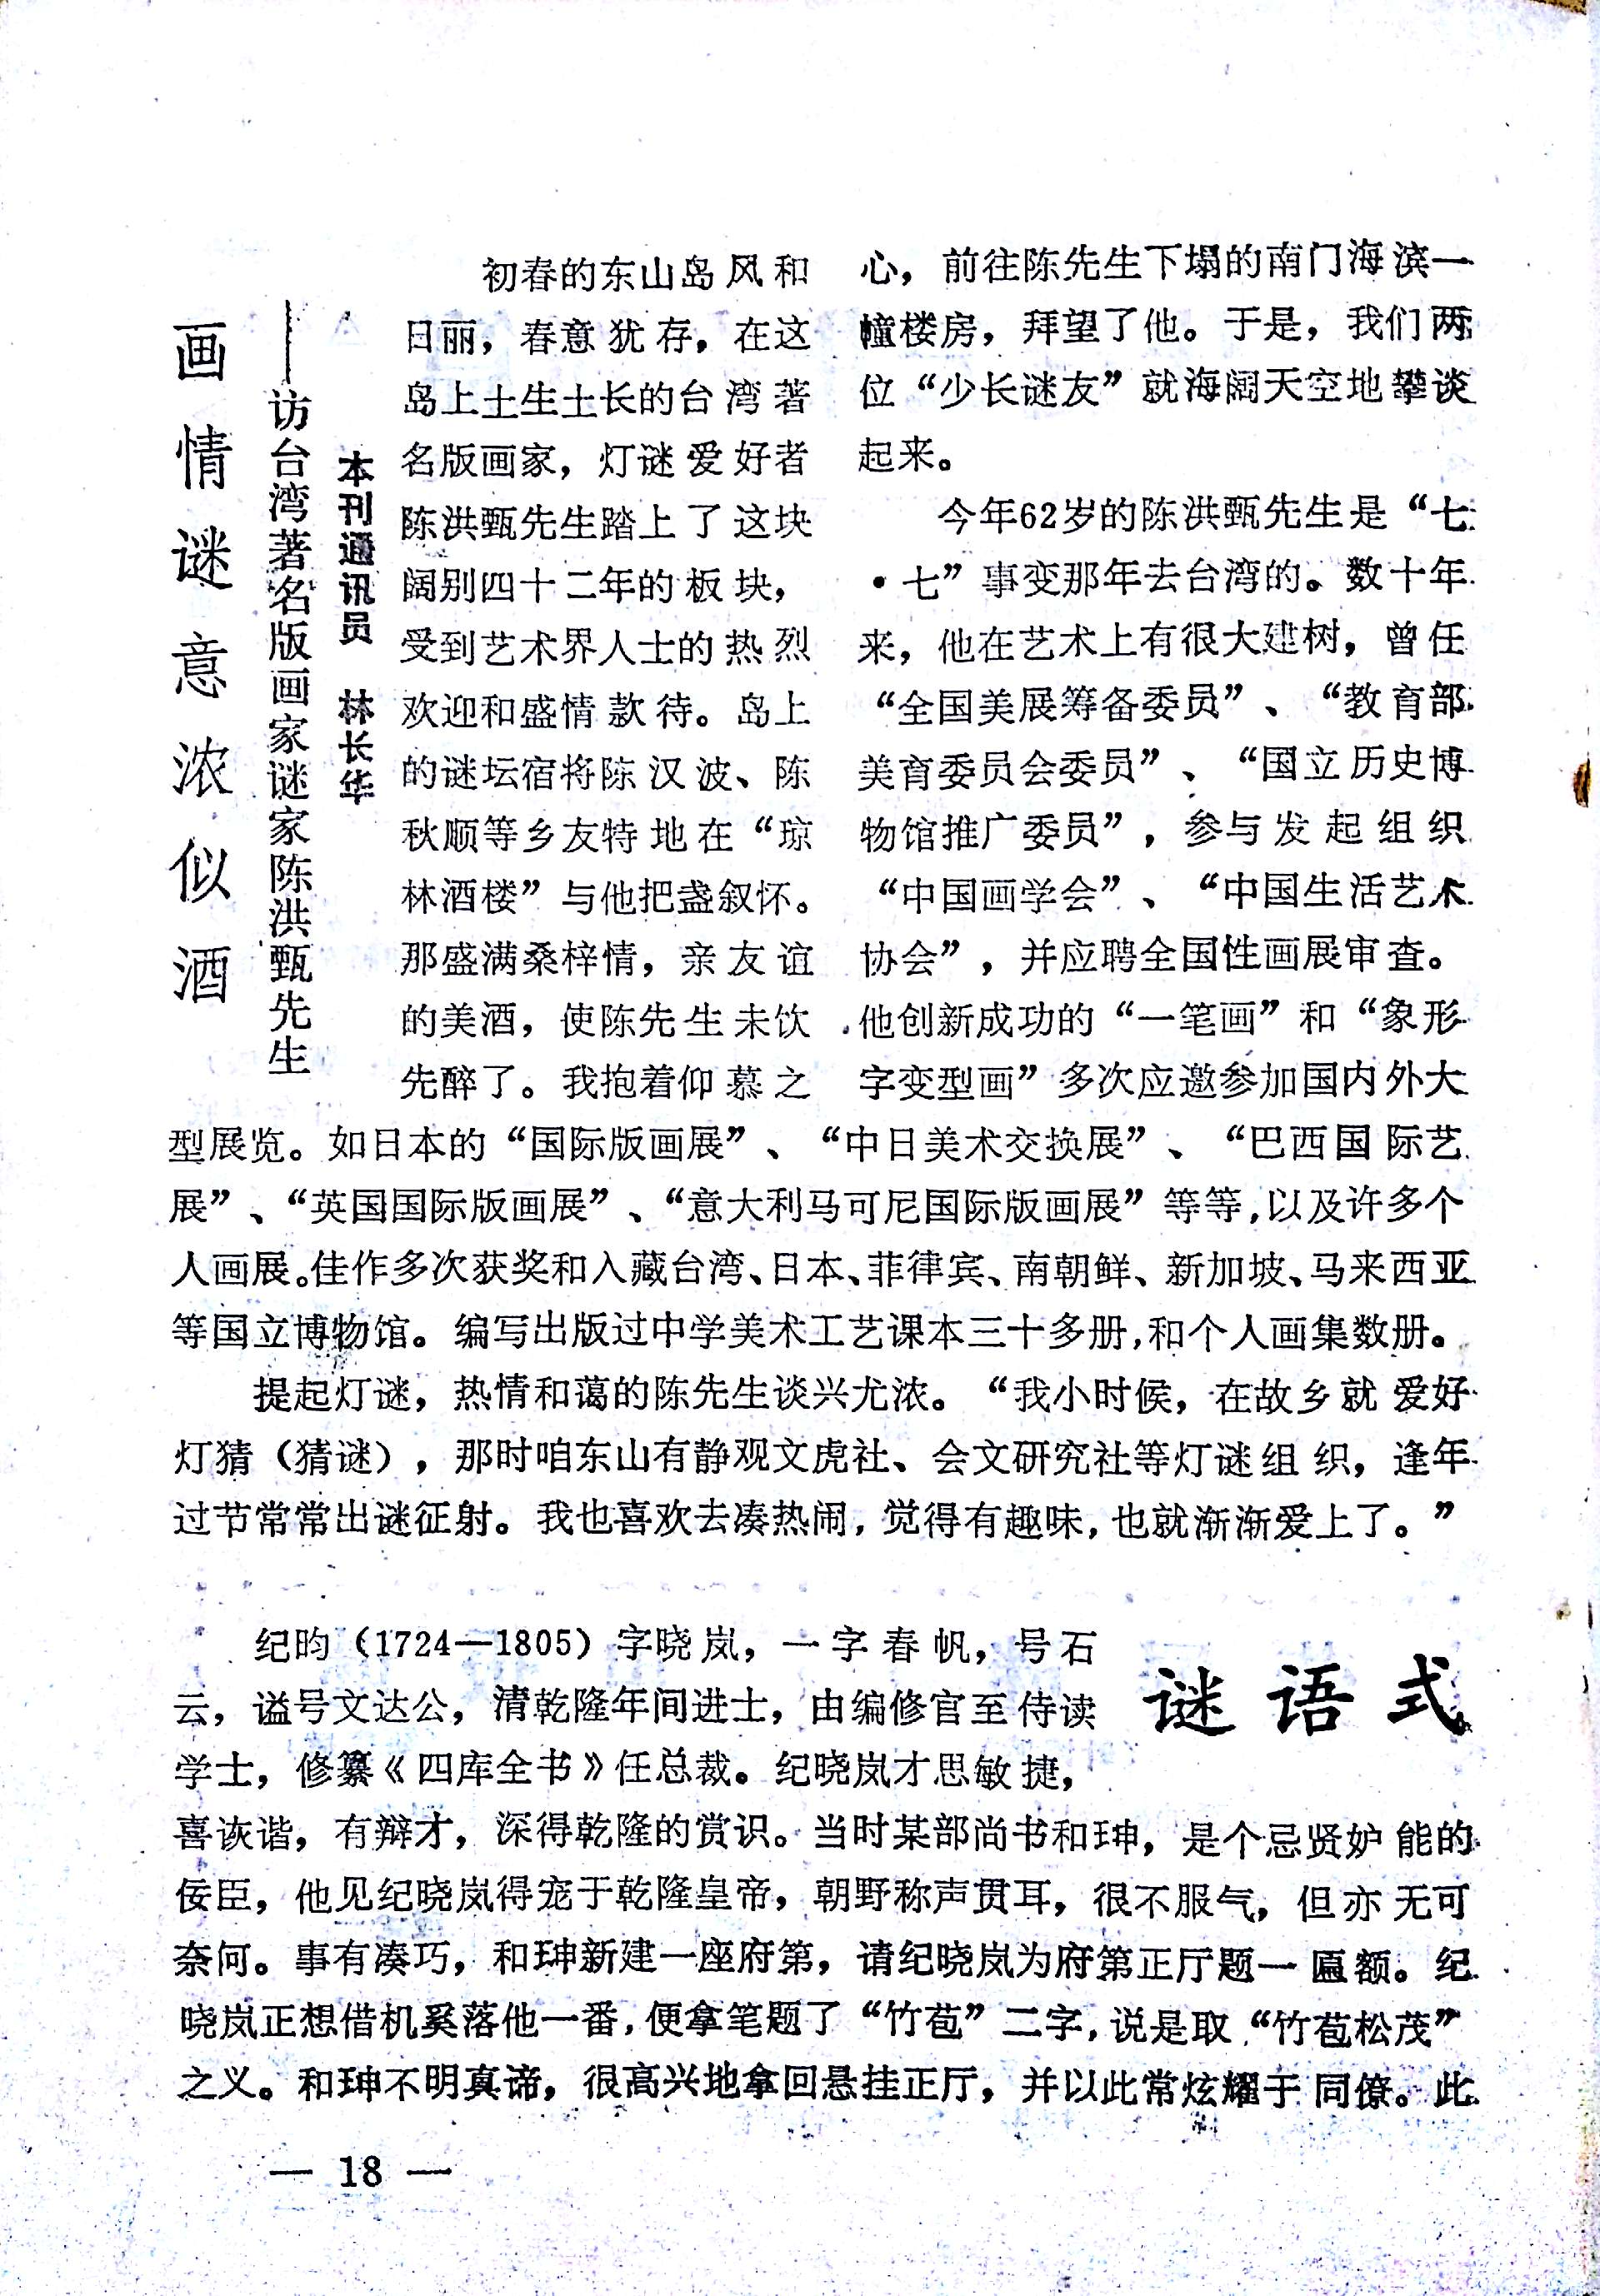 画情谜意浓似酒
——访台湾著名版画家谜家陈洪甄先生
本刊通讯员 林长华
初春的东山岛风和
日丽，春意犹存，在这
岛上土生土长的台湾著
名版画家，灯谜爱好者
陈洪甄先生踏上了这块
阔别四十二年的板块，
受到艺术界人士的热烈
欢迎和盛情款待。岛上
的谜坛宿将陈汉波、陈
秋顺等乡友特地在“琼
林酒楼”与他把盏叙怀。
那盛满桑梓情，亲友谊
的美酒，使陈先生未饮
先醉了。我抱着仰慕之
心，前往陈先生下塌的南门海滨一
幢楼房，拜望了他。于是，我们两
位“少长谜友”就海阔天空地攀谈
起来。
今年62岁的陈洪甄先生是“七
·七”事变那年去台湾的。数十年
来，他在艺术上有很大建树，曾任
“全国美展筹备委员”、“教育部
美育委员会委员”、“国立历史博
物馆推广委员”，参与发起组织
“中国画学会”、“中国生活艺术
协会”，并应聘全国性画展审查。
他创新成功的“一笔画”和“象形
字变型画”多次应邀参加国内外大
型展览。如日本的“国际版画展”、“中日美术交换展”、“巴西国际艺
展”、“英国国际版画展”、“意大利马可尼国际版画展”等等，以及许多个
人画展。佳作多次获奖和入藏台湾、日本、菲律宾、南朝鲜、新加坡、马来西亚
等国立博物馆。编写出版过中学美术工艺课本三十多册，和个人画集数册。
提起灯谜，热情和蔼的陈先生谈兴尤浓。“我小时候，在故乡就爱好
灯猜（猜谜），那时咱东山有静观文虎社、会文研究社等灯谜组织，逢年
过节常常出谜征射。我也喜欢去凑热闹，觉得有趣味，也就渐渐爱上了。”
谜语式
纪昀（1724—1805）字晓岚，一字春帆，号石
云，谥号文达公，清乾隆年间进士，由编修官至侍读
学士，修纂《四库全书》任总裁。纪晓岚才思敏捷，
喜诙谐，有辩才，深得乾隆的赏识。当时某部尚书和珅，是个忌贤妒能的
佞臣，他见纪晓岚得宠于乾隆皇帝，朝野称声贯耳，很不服气，但亦无可
奈何。事有凑巧，和珅新建一座府第，请纪晓岚为府第正厅题一匾额。纪
晓岚正想借机奚落他一番，便拿笔题了“竹苞”二字，说是取“竹苞松茂”
之义。和珅不明真谛，很高兴地拿回悬挂正厅，并以此常炫耀于同僚。此
— 18 —